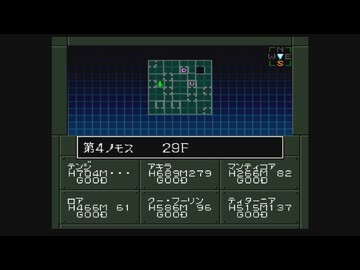 N
W E
S
D
U
第4ノモス 29F
テンジ アキラ マンティコア
H704M・・・ H669M279 H266M 82
GOOD GOOD GOOD
ロア クー・フーリン ティターニア
H466M 61 H586M 96 H515M137
GOOD GOOD GOOD